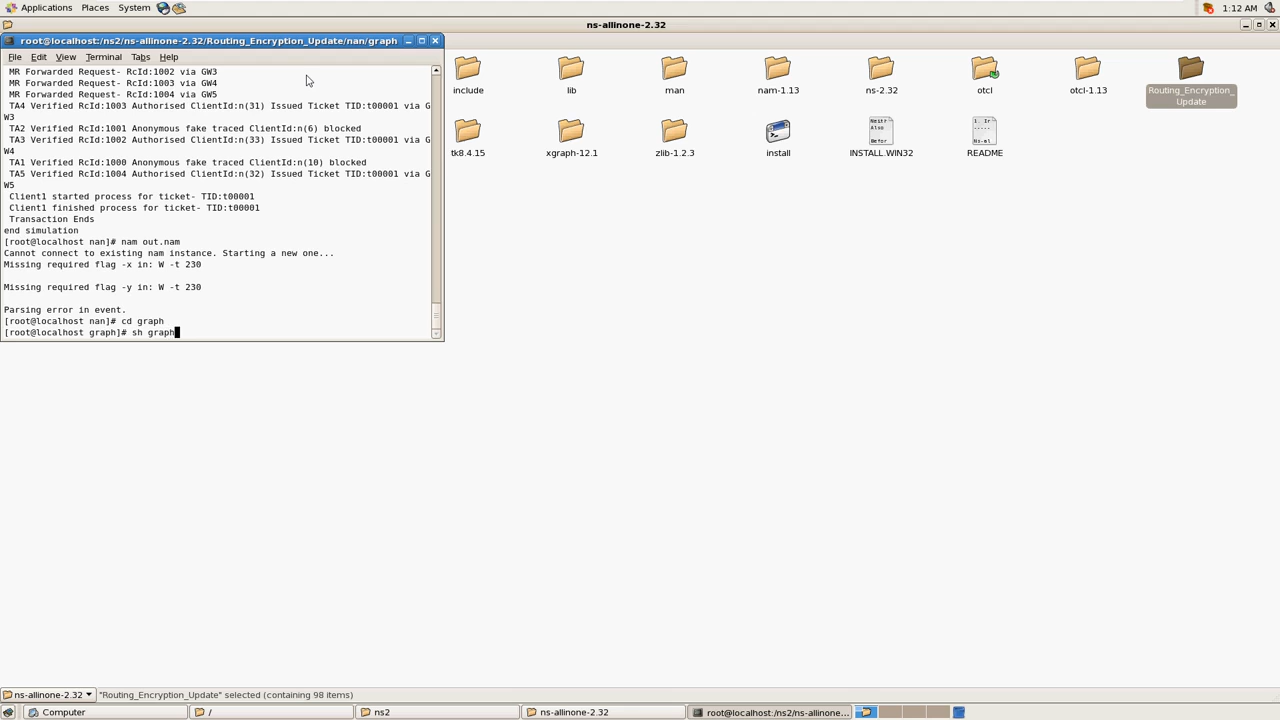 Applications Places System 1:12 AM
ns-allinone-2.32
root@localhost:/ns2/ns-allinone-2.32/Routing_Encryption_Update/nan/graph
File Edit View Terminal Tabs Help
MR Forwarded Request- RcId:1002 via GW3
MR Forwarded Request- RcId:1003 via GW4
MR Forwarded Request- RcId:1004 via GW5
TA4 Verified RcId:1003 Authorised ClientId:n(31) Issued Ticket TID:t00001 via G
W3
TA2 Verified RcId:1001 Anonymous fake traced ClientId:n(6) blocked
TA3 Verified RcId:1002 Authorised ClientId:n(33) Issued Ticket TID:t00001 via G
W4
TA1 Verified RcId:1000 Anonymous fake traced ClientId:n(10) blocked
TA5 Verified RcId:1004 Authorised ClientId:n(32) Issued Ticket TID:t00001 via G
W5
Client1 started process for ticket- TID:t00001
Client1 finished process for ticket- TID:t00001
Transaction Ends
end simulation
[root@localhost nan]# nam out.nam
Cannot connect to existing nam instance. Starting a new one...
Missing required flag -x in: W -t 230
Missing required flag -y in: W -t 230
Parsing error in event.
[root@localhost nan]# cd graph
[root@localhost graph]# sh graph
include lib man nam-1.13 ns-2.32 otcl otcl-1.13 Routing_Encryption_
Update
tk8.4.15 xgraph-12.1 zlib-1.2.3 install INSTALL.WIN32 README
ns-allinone-2.32 "Routing_Encryption_Update" selected (containing 98 items)
Computer / ns2 ns-allinone-2.32 root@localhost:/ns2/ns-allinone...